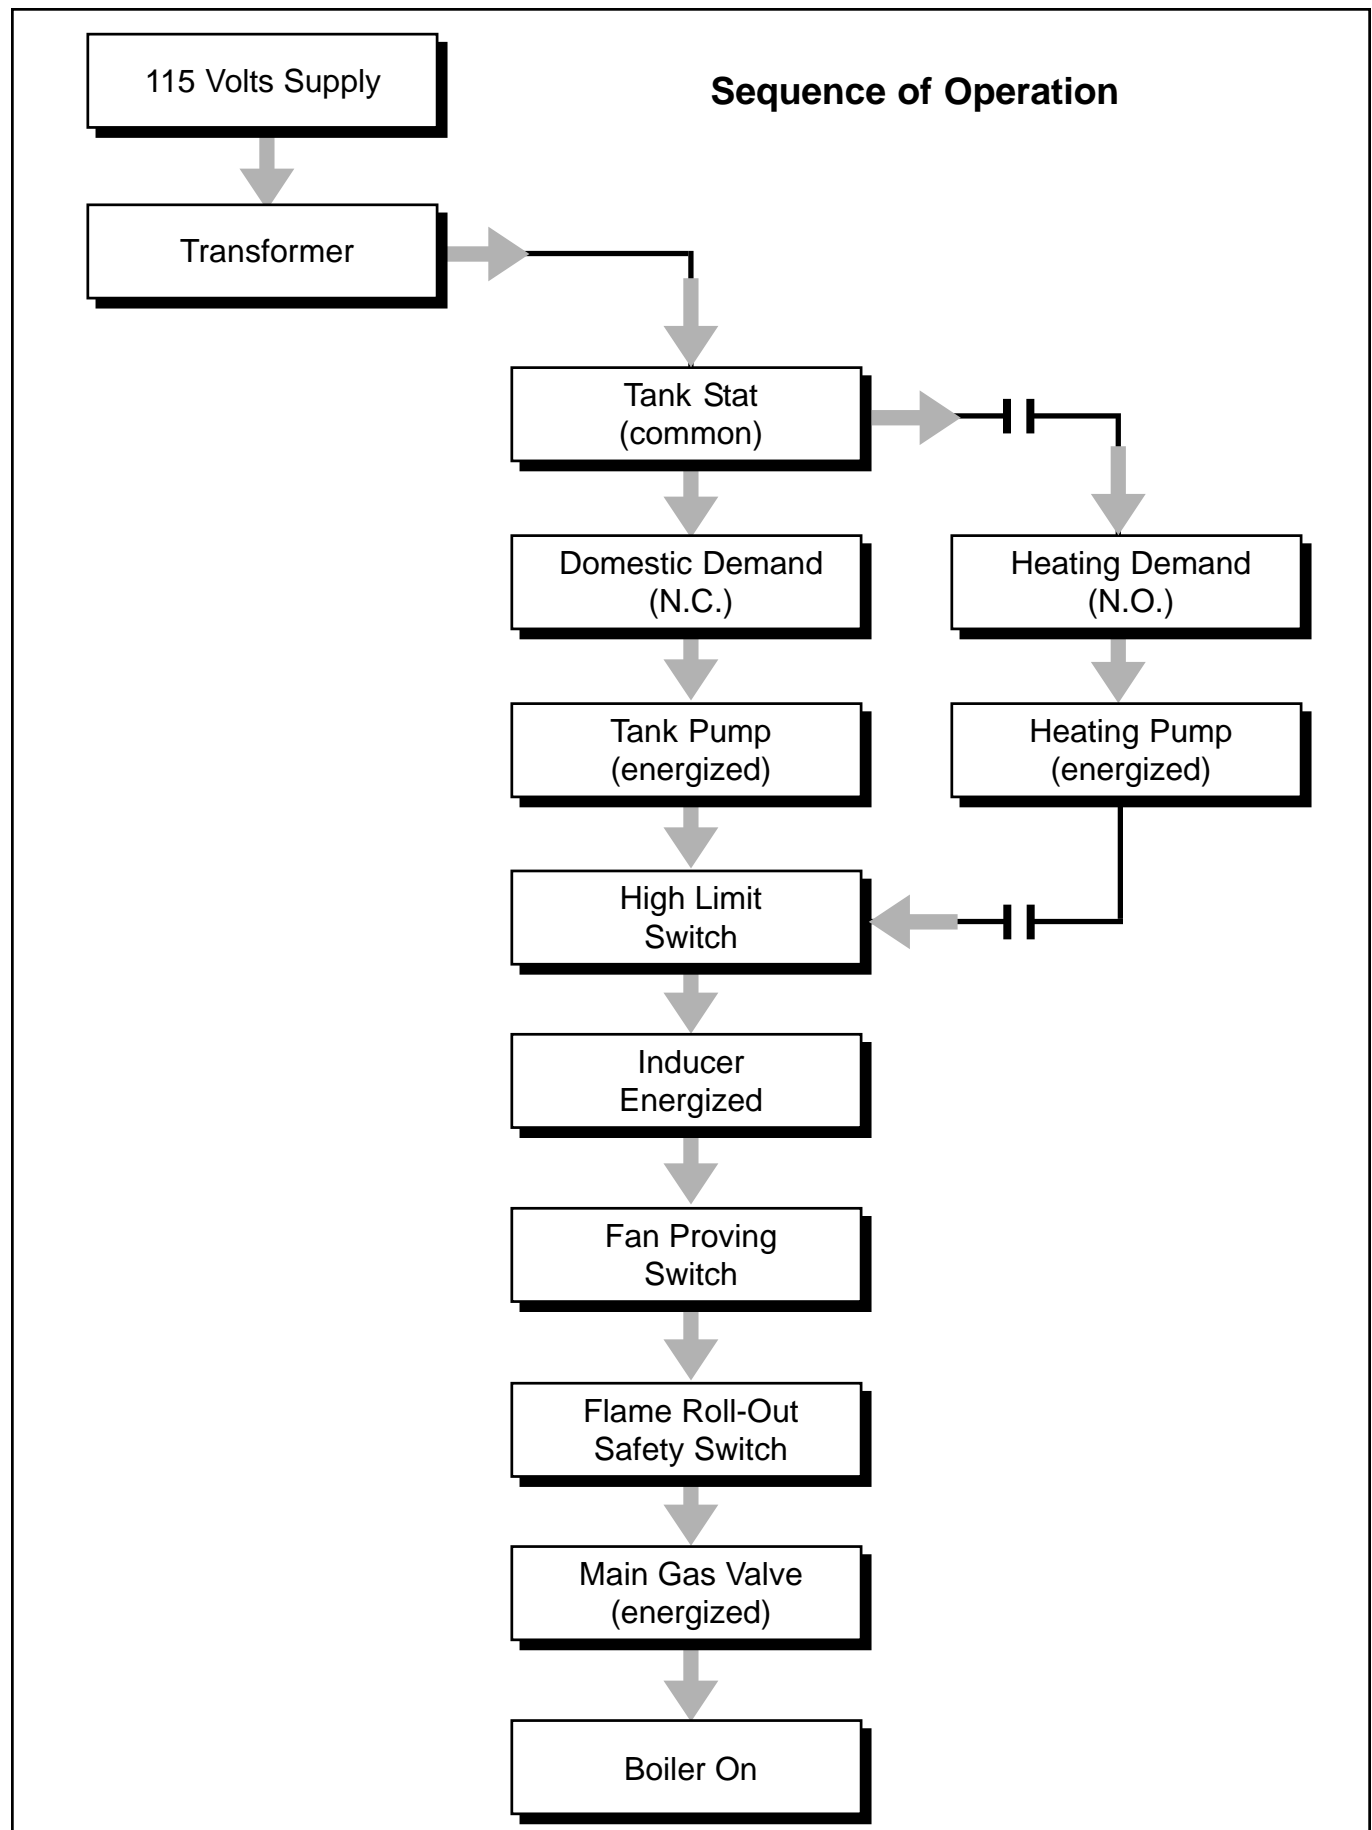 115 Volts Supply
Sequence of Operation
Transformer
Tank Stat
(common)
Domestic Demand
(N.C.)
Heating Demand
(N.O.)
Tank Pump
(energized)
Heating Pump
(energized)
High Limit
Switch
Inducer
Energized
Fan Proving
Switch
Flame Roll-Out
Safety Switch
Main Gas Valve
(energized)
Boiler On